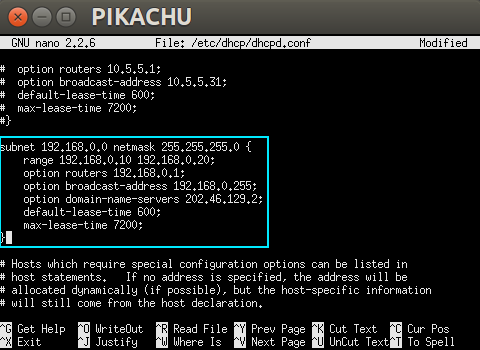 PIKACHU
GNU nano 2.2.6 File: /etc/dhcp/dhcpd.conf Modified
#  option routers 10.5.5.1;
#  option broadcast-address 10.5.5.31;
#  default-lease-time 600;
#  max-lease-time 7200;
#}
subnet 192.168.0.0 netmask 255.255.255.0 {
    range 192.168.0.10 192.168.0.20;
    option routers 192.168.0.1;
    option broadcast-address 192.168.0.255;
    option domain-name-servers 202.46.129.2;
    default-lease-time 600;
    max-lease-time 7200;
}
# Hosts which require special configuration options can be listed in
# host statements.   If no address is specified, the address will be
# allocated dynamically (if possible), but the host-specific information
# will still come from the host declaration.
^G Get Help ^O WriteOut ^R Read File ^Y Prev Page ^K Cut Text ^C Cur Pos
^X Exit ^J Justify ^W Where Is ^V Next Page ^U UnCut Text ^T To Spell